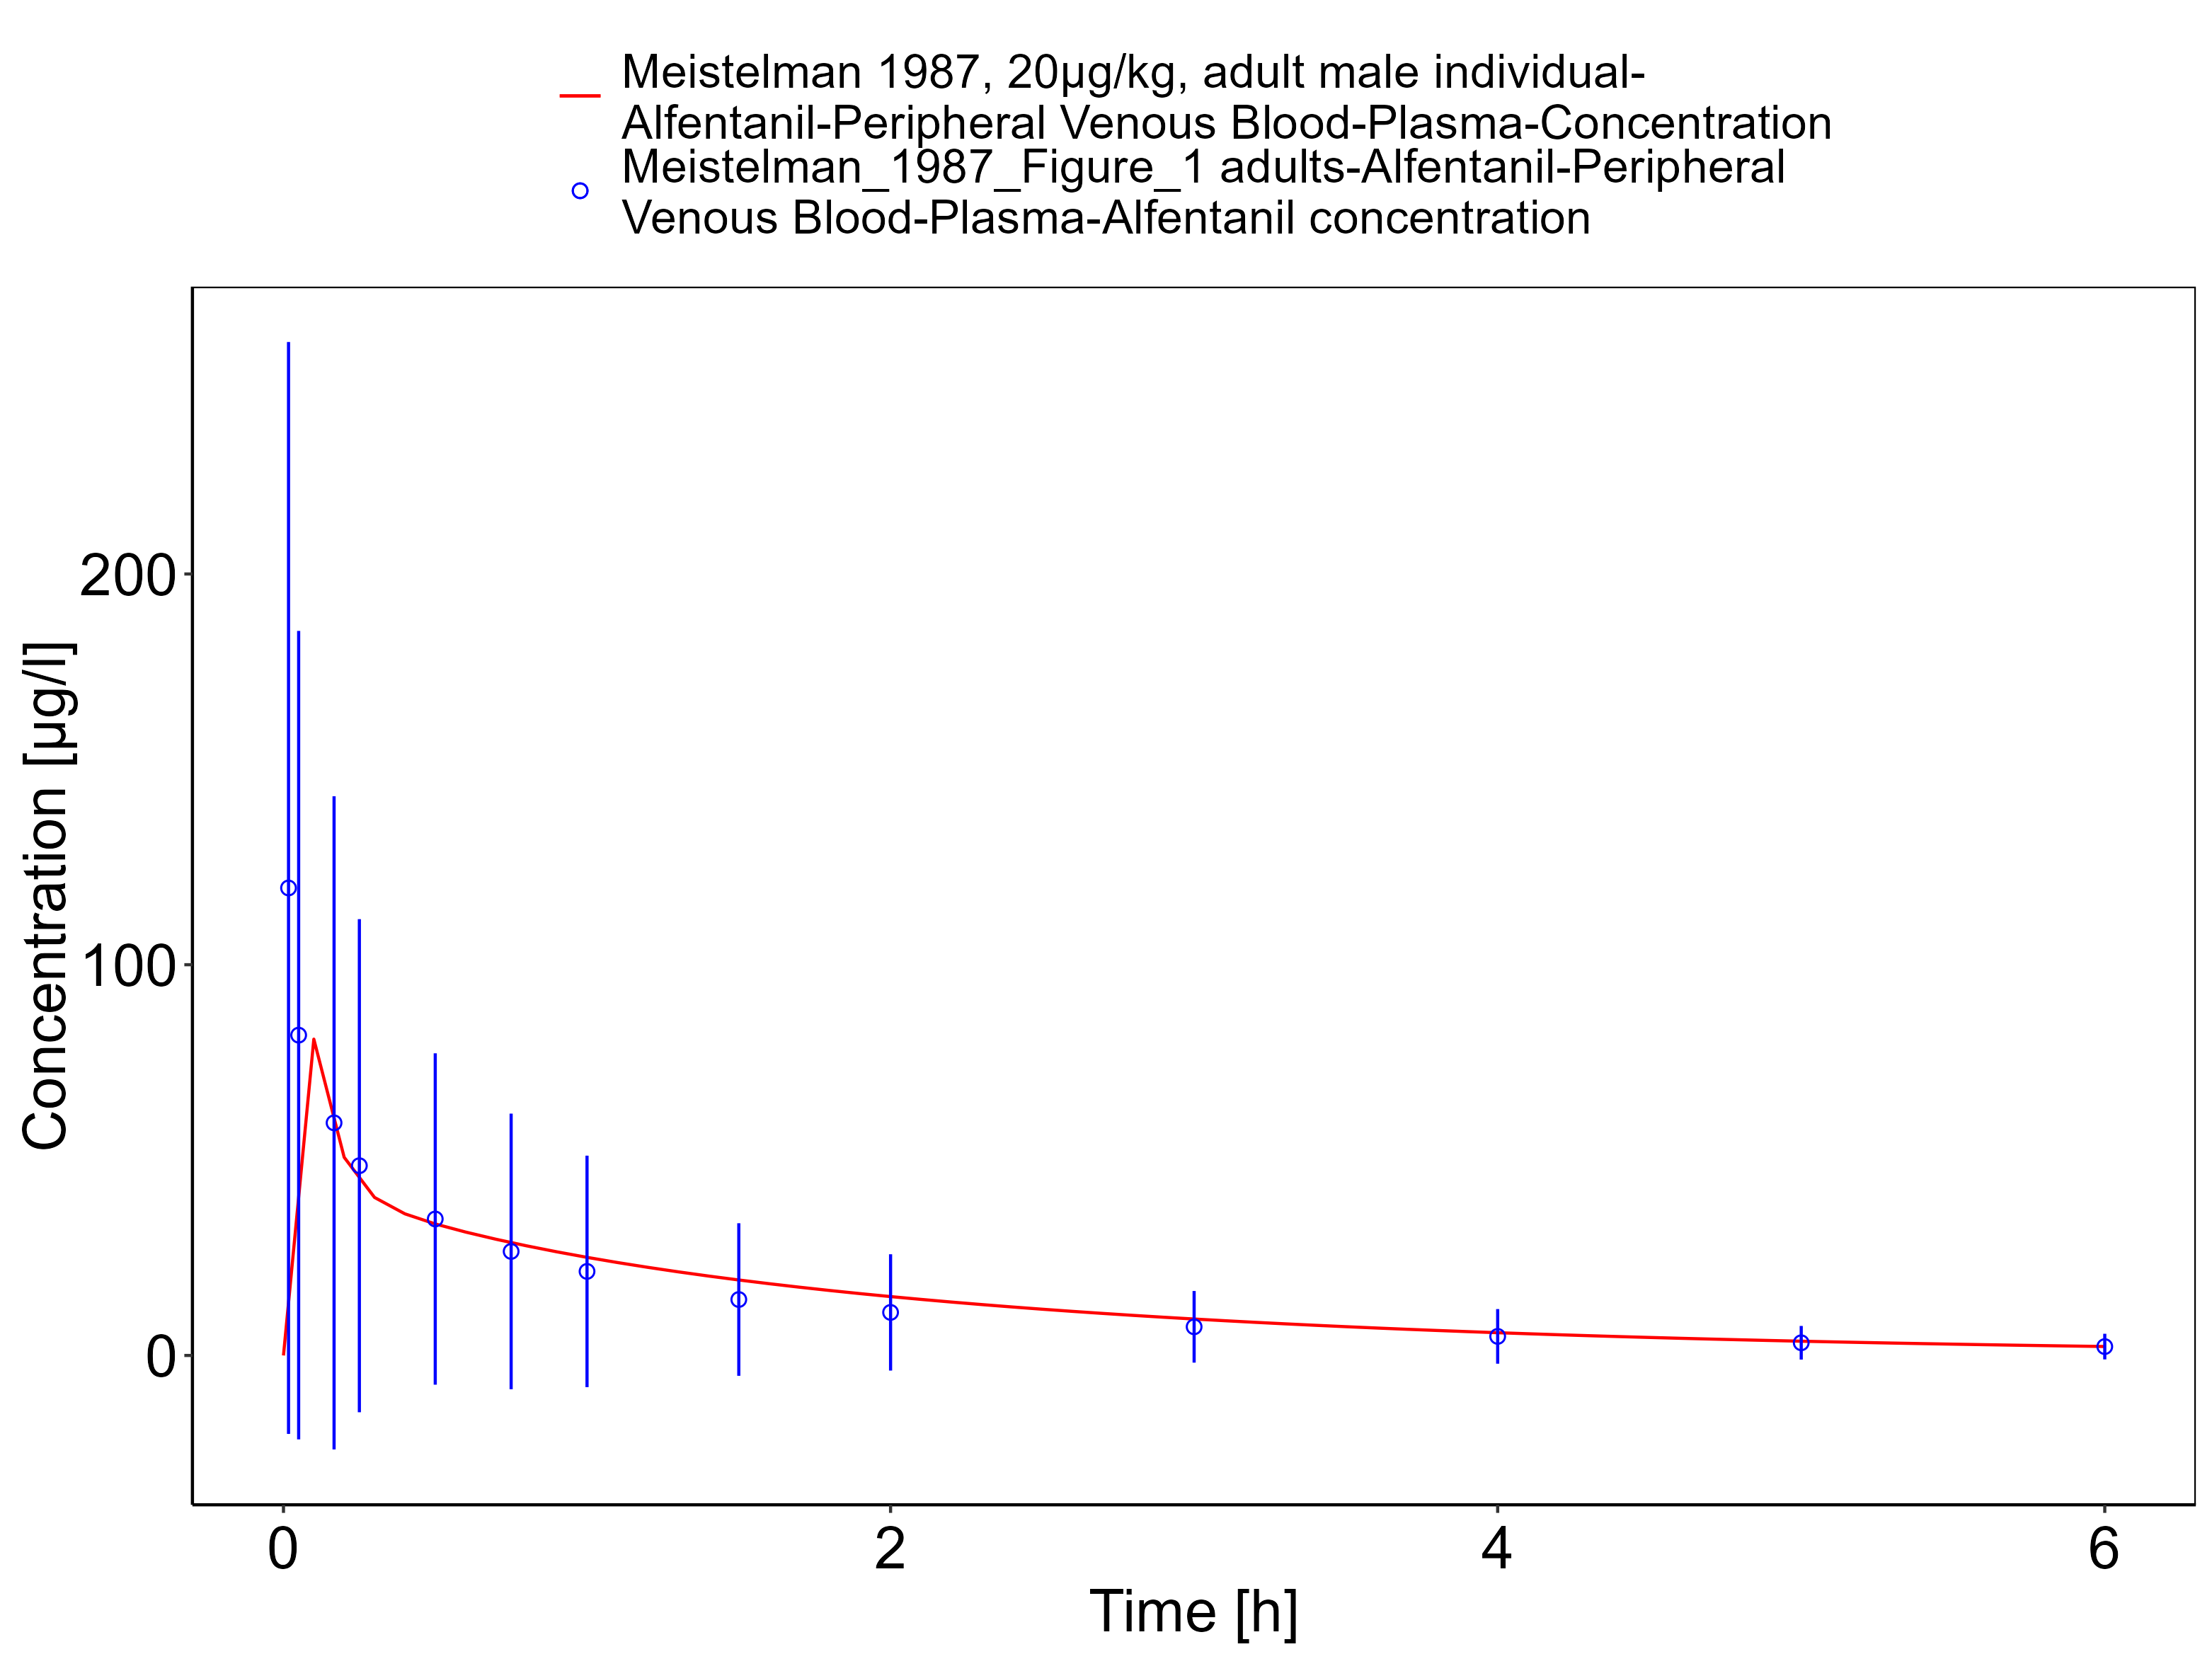 Meistelman 1987, 20µg/kg, adult male individual-
Alfentanil-Peripheral Venous Blood-Plasma-Concentration
Meistelman_1987_Figure_1 adults-Alfentanil-Peripheral
Venous Blood-Plasma-Alfentanil concentration
200
100
0
Concentration [µg/l]
0
2
4
6
Time [h]